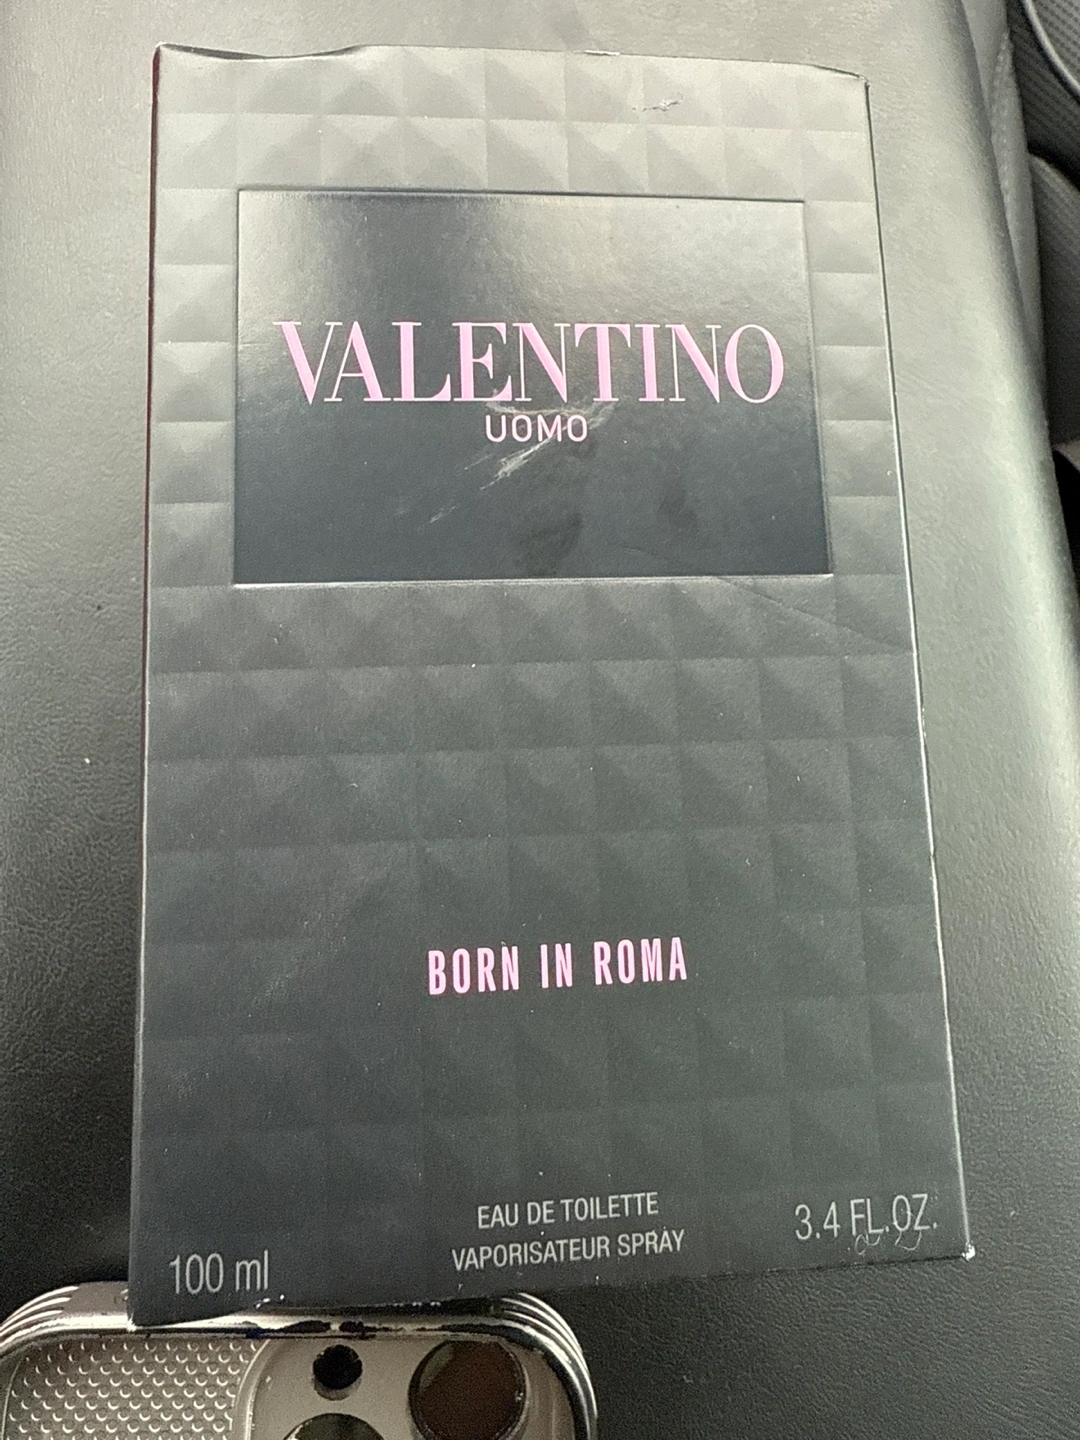 VALENTINO
UOMO
BORN IN ROMA
EAU DE TOILETTE
VAPORISATEUR SPRAY
100 ml
3.4 FL.OZ.